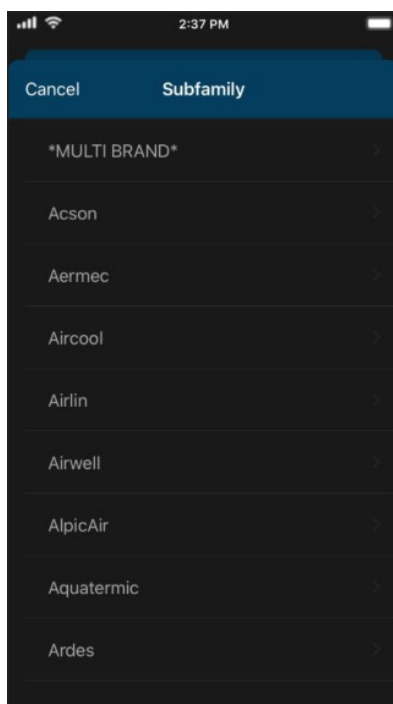 2:37 PM
Cancel Subfamily
*MULTI BRAND*
Acson
Aermec
Aircool
Airlin
Airwell
AlpicAir
Aquatermic
Ardes